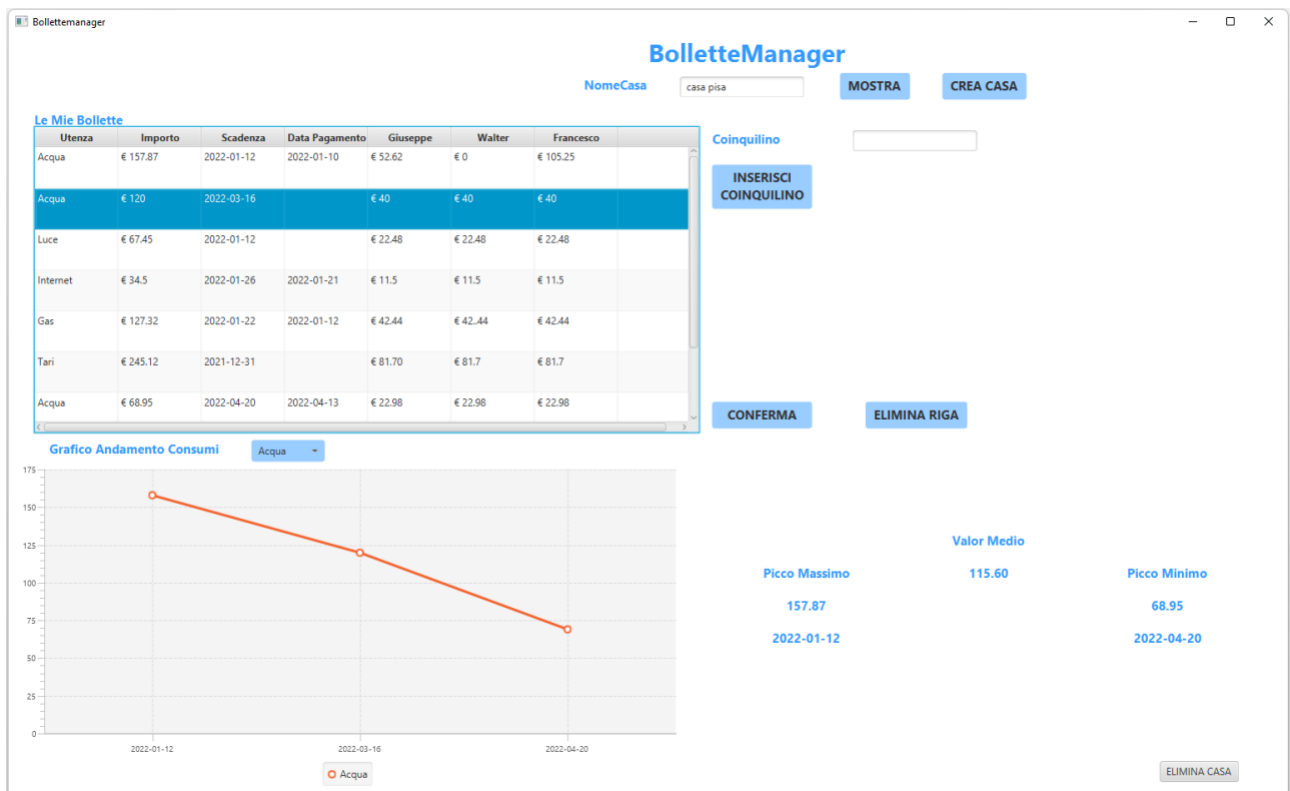 Bollettemanager
BolletteManager
NomeCasa casa pisa MOSTRA CREA CASA
Le Mie Bollette
Utenza Importo Scadenza Data Pagamento Giuseppe Walter Francesco
Acqua € 157.87 2022-01-12 2022-01-10 € 52.62 € 0 € 105.25
Acqua € 120 2022-03-16 € 40 € 40 € 40
Luce € 67.45 2022-01-12 € 22.48 € 22.48 € 22.48
Internet € 34.5 2022-01-26 2022-01-21 € 11.5 € 11.5 € 11.5
Gas € 127.32 2022-01-22 2022-01-12 € 42.44 € 42..44 € 42.44
Tari € 245.12 2021-12-31 € 81.70 € 81.7 € 81.7
Acqua € 68.95 2022-04-20 2022-04-13 € 22.98 € 22.98 € 22.98
Coinquilino
INSERISCI
COINQUILINO
CONFERMA ELIMINA RIGA
Grafico Andamento Consumi Acqua
175
150
125
100
75
50
25
0
2022-01-12 2022-03-16 2022-04-20
Acqua
Valor Medio
Picco Massimo 115.60 Picco Minimo
157.87 68.95
2022-01-12 2022-04-20
ELIMINA CASA